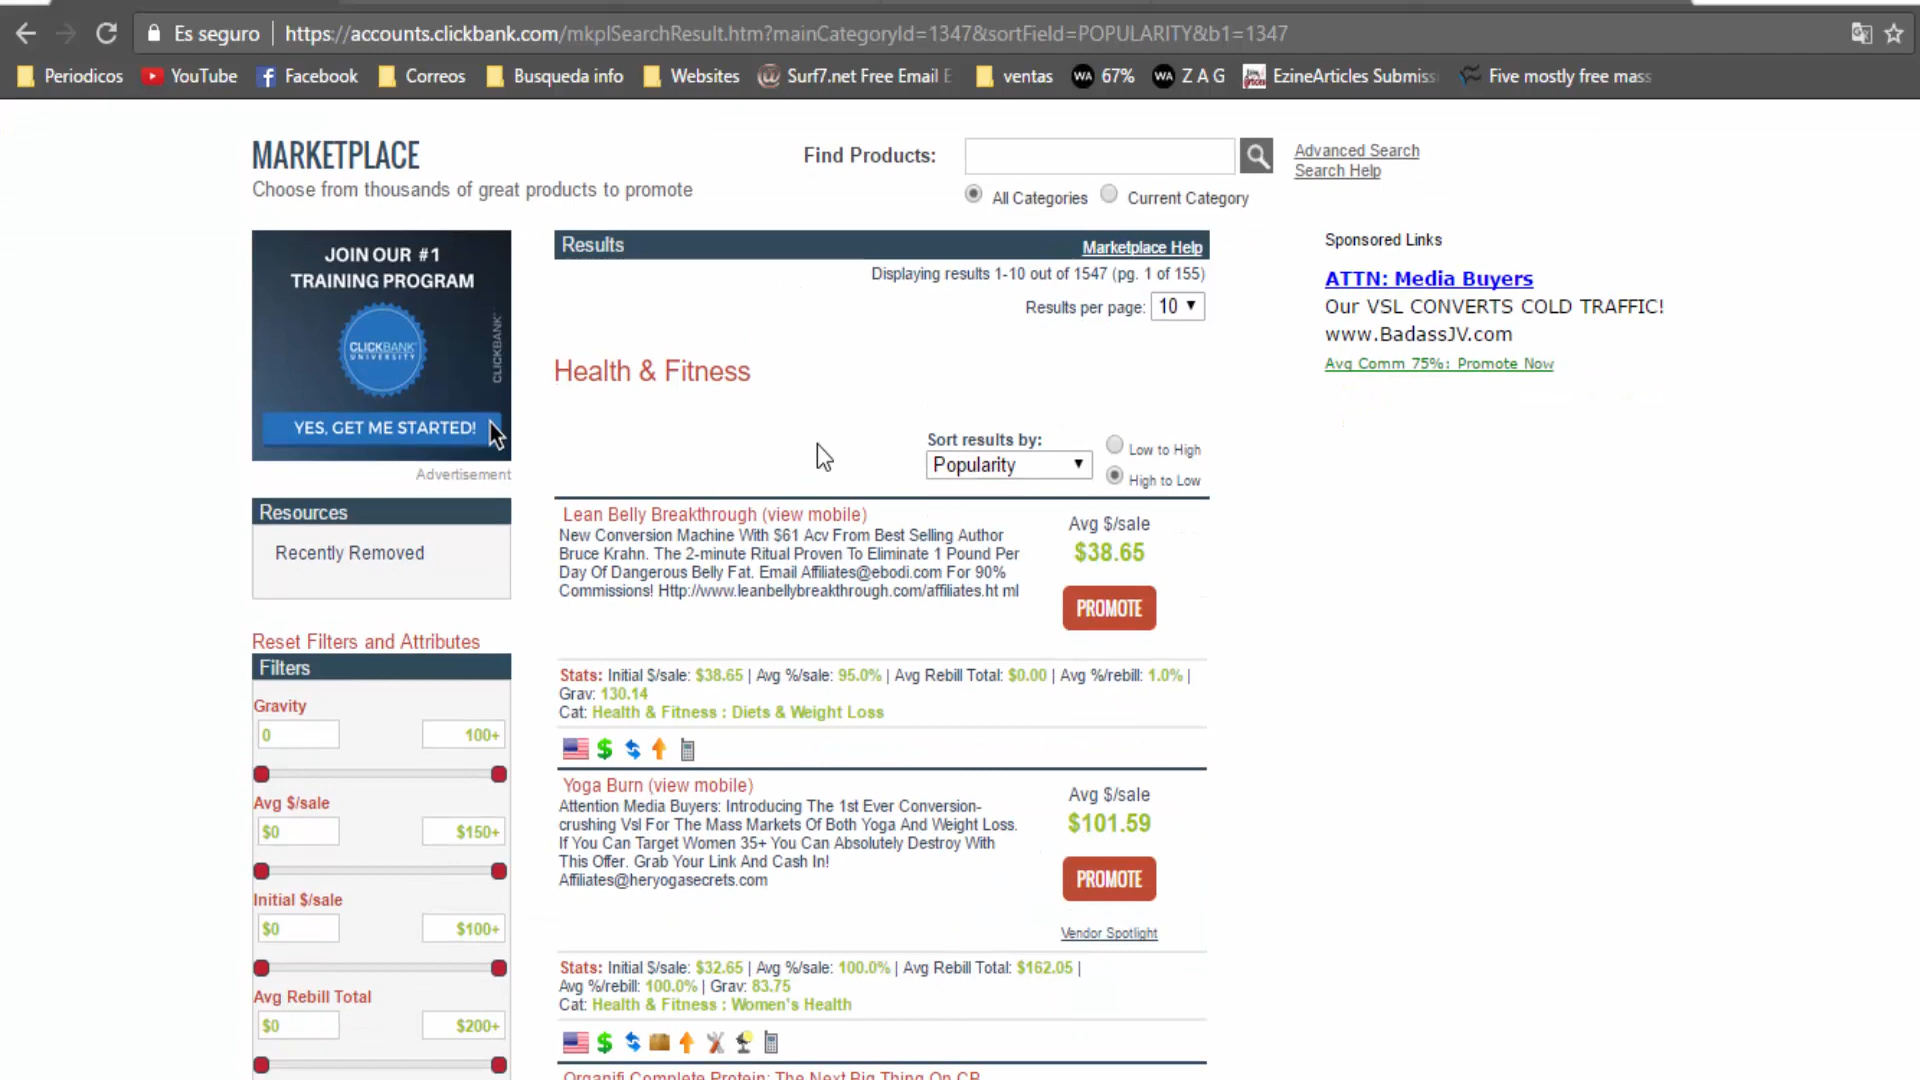 Es seguro https://accounts.clickbank.com/mkplSearchResult.htm?mainCategoryId=1347&sortField=POPULARITY&b1=1347
Periodicos YouTube Facebook Correos Busqueda info Websites Surf7.net Free Email E ventas WA 67% WA Z A G EzineArticles Submiss Five mostly free mass
MARKETPLACE
Choose from thousands of great products to promote
Find Products:
Advanced Search
Search Help
All Categories Current Category
JOIN OUR #1
TRAINING PROGRAM
CLICKBANK
UNIVERSITY
CLICKBANK
YES, GET ME STARTED!
Advertisement
Resources
Recently Removed
Reset Filters and Attributes
Filters
Gravity
0 100+
Avg $/sale
$0 $150+
Initial $/sale
$0 $100+
Avg Rebill Total
$0 $200+
Results Marketplace Help
Displaying results 1-10 out of 1547 (pg. 1 of 155)
Results per page: 10
Health & Fitness
Sort results by:
Popularity
Low to High
High to Low
Lean Belly Breakthrough (view mobile)
New Conversion Machine With $61 Acv From Best Selling Author
Bruce Krahn. The 2-minute Ritual Proven To Eliminate 1 Pound Per
Day Of Dangerous Belly Fat. Email Affiliates@ebodi.com For 90%
Commissions! Http://www.leanbellybreakthrough.com/affiliates.ht ml
Avg $/sale
$38.65
PROMOTE
Stats: Initial $/sale: $38.65 | Avg %/sale: 95.0% | Avg Rebill Total: $0.00 | Avg %/rebill: 1.0% |
Grav: 130.14
Cat: Health & Fitness : Diets & Weight Loss
Yoga Burn (view mobile)
Attention Media Buyers: Introducing The 1st Ever Conversion-
crushing Vsl For The Mass Markets Of Both Yoga And Weight Loss.
If You Can Target Women 35+ You Can Absolutely Destroy With
This Offer. Grab Your Link And Cash In!
Affiliates@heryogasecrets.com
Avg $/sale
$101.59
PROMOTE
Vendor Spotlight
Stats: Initial $/sale: $32.65 | Avg %/sale: 100.0% | Avg Rebill Total: $162.05 |
Avg %/rebill: 100.0% | Grav: 83.75
Cat: Health & Fitness : Women's Health
Organifi Complete Protein: The Next Big Thing On CB
Sponsored Links
ATTN: Media Buyers
Our VSL CONVERTS COLD TRAFFIC!
www.BadassJV.com
Avg Comm 75%: Promote Now